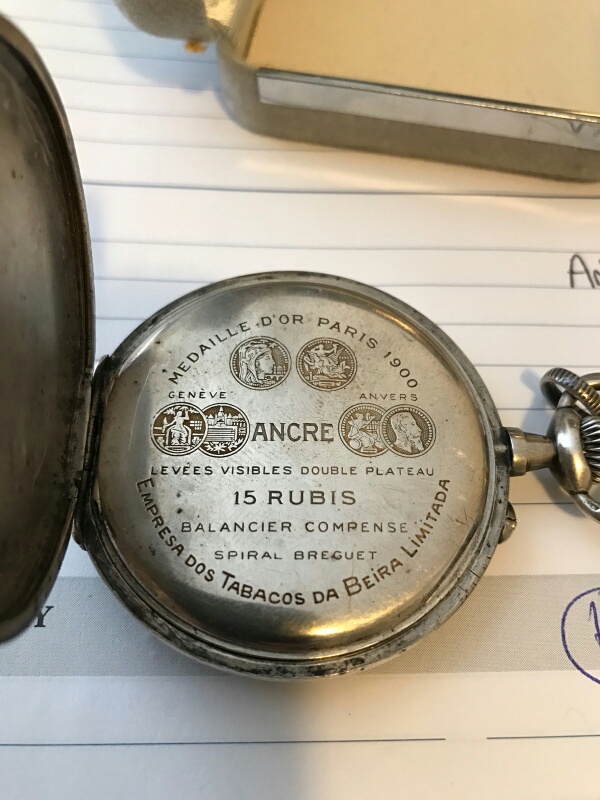 MEDAILLE D'OR PARIS 1900
GENÈVE ANVERS
ANCRE
LEVÉES VISIBLES DOUBLE PLATEAU
15 RUBIS
BALANCIER COMPENSE
SPIRAL BREGUET
EMPRESA DOS TABACOS DA BEIRA LIMITADA
Y